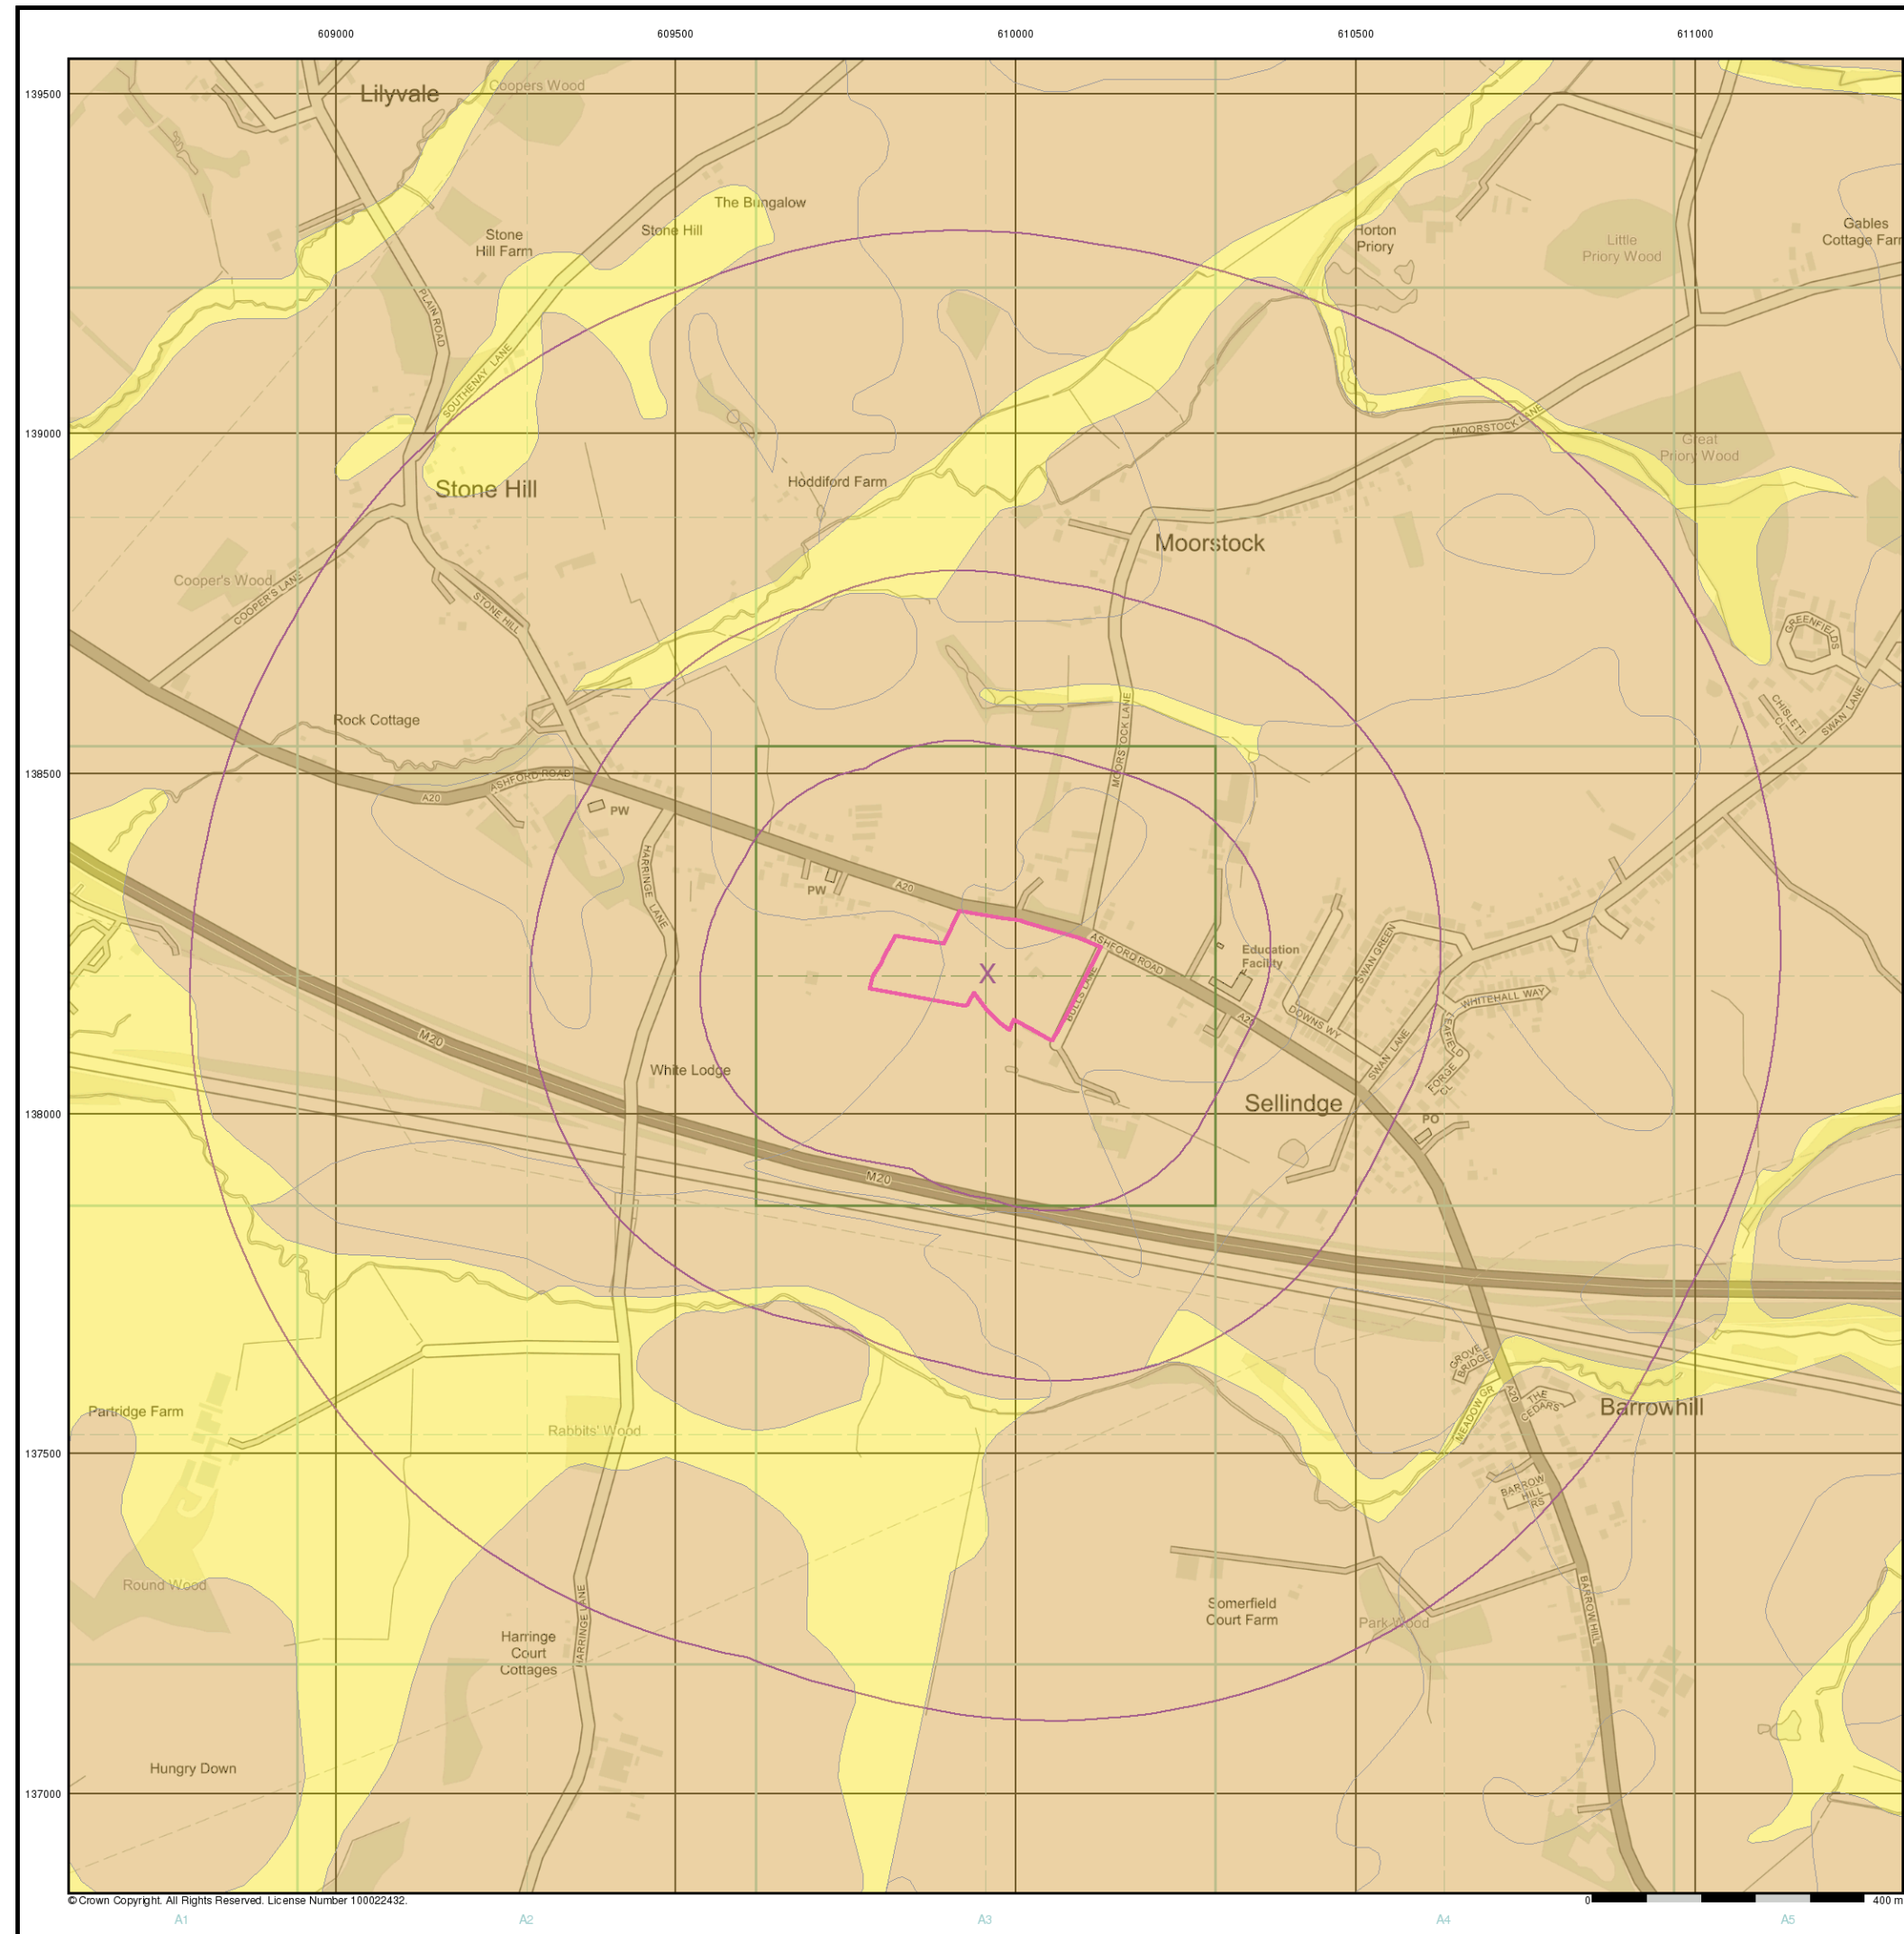 609000 609500 610000 610500 611000
139500
Lilyvale
Coopers Wood
The Bungalow
Stone Hill
Stone
Hill Farm
Horton
Priory
Little
Priory Wood
Gables
Cottage Farm
PLAIN ROAD
SOUTHENAY LANE
139000
MOORSTOCK LANE
Great
Priory Wood
Stone Hill
Hoddiford Farm
Moorstock
Cooper's Wood
COOPER'S LANE
STONE HILL
GREENFIELDS
CHISLETT
CL
SWAN LANE
Rock Cottage
MOORSTOCK LANE
138500
ASHFORD ROAD
A20
PW
HARRINGE LANE
PW
A20
ASHFORD ROAD
Education
Facility
SWAN GREEN
X
BULLS LANE
WHITEHALL WAY
DOWNS WY
LEAFIELD
A20
SWAN LANE
FORGE
CL
M20
White Lodge
138000
Sellindge
PO
M20
GROVE
BRIDGE
A20
THE
CEDARS
MEADOW GR
Barrowhill
Partridge Farm
Rabbits' Wood
137500
BARROW
HILL
RS
Round Wood
HARRINGE LANE
Somerfield
Court Farm
Park Wood
BARROW HILL
Harringe
Court
Cottages
Hungry Down
137000
© Crown Copyright. All Rights Reserved. License Number 100022432.
0 400 m
A1 A2 A3 A4 A5